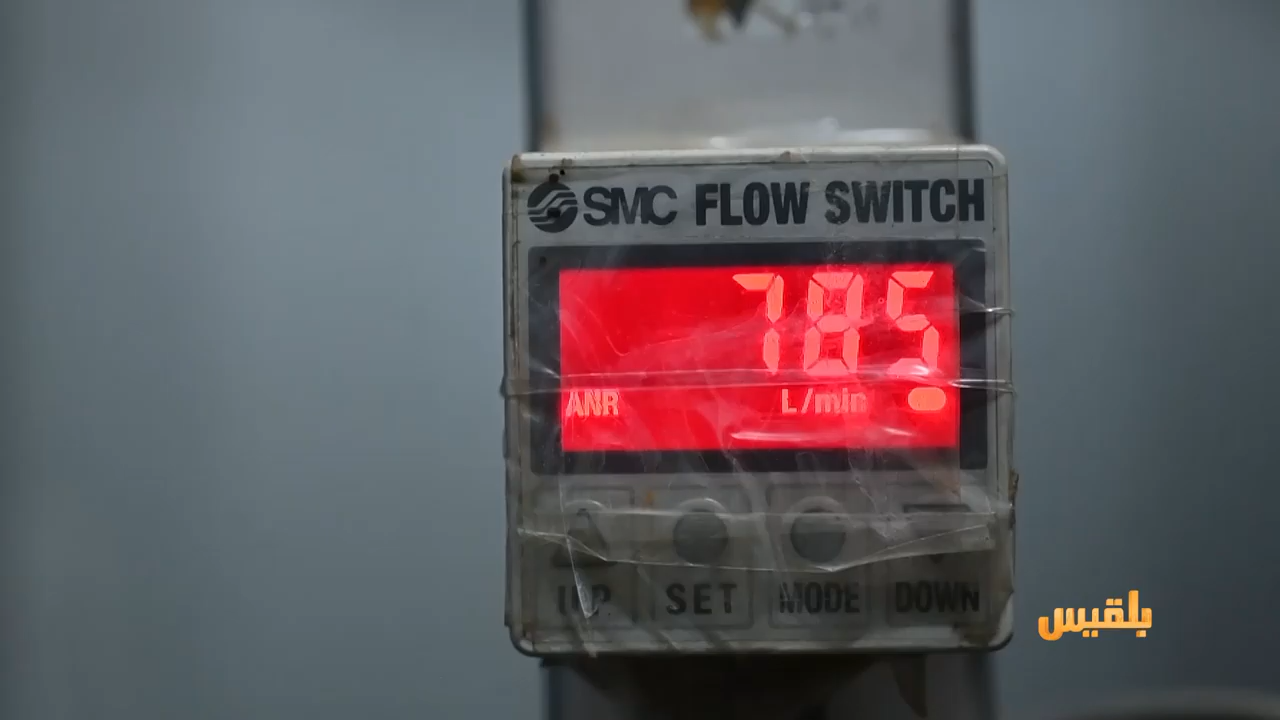 SMC FLOW SWITCH
785
ANR L/min
UP SET MODE DOWN
بلقيس